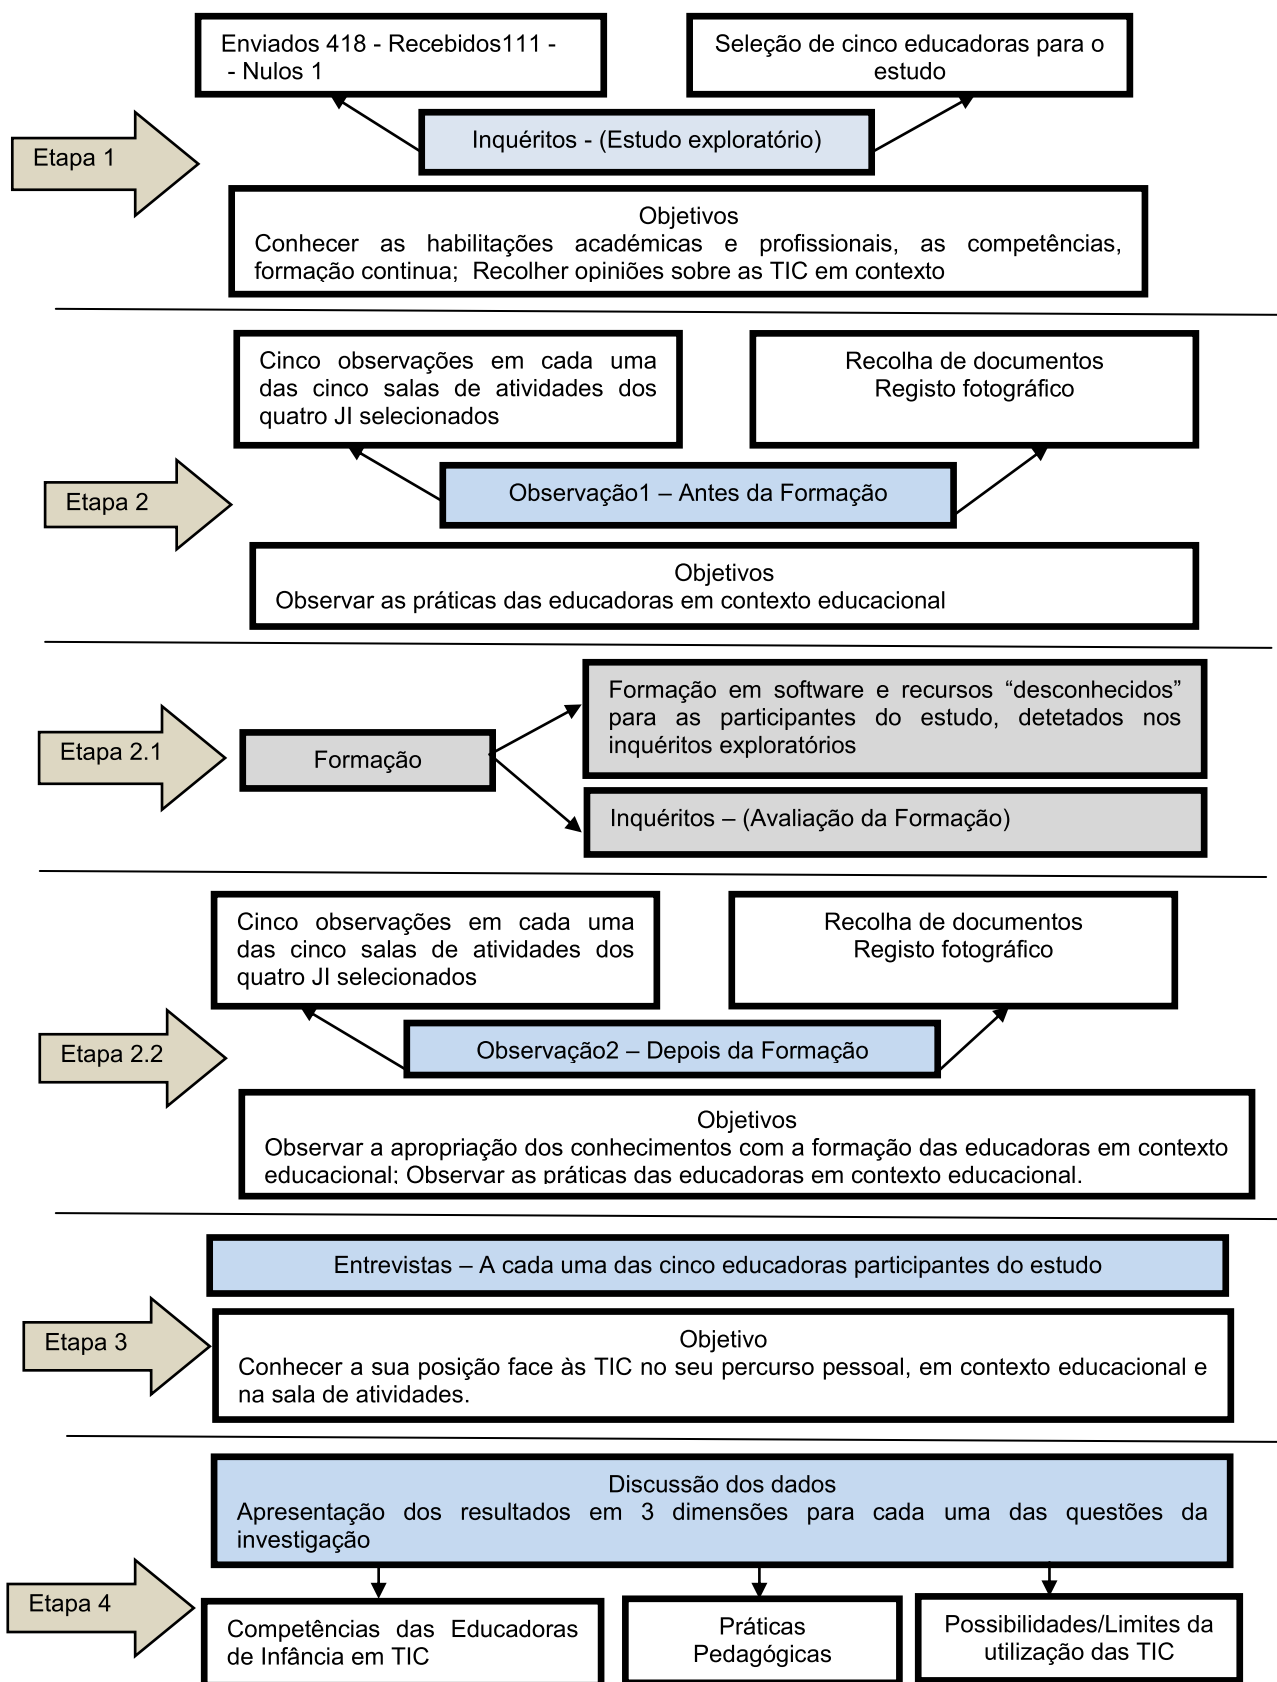 Enviados 418 - Recebidos111 -
- Nulos 1
Seleção de cinco educadoras para o
estudo
Etapa 1
Inquéritos - (Estudo exploratório)
Objetivos
Conhecer as habilitações académicas e profissionais, as competências,
formação continua; Recolher opiniões sobre as TIC em contexto
Cinco observações em cada uma
das cinco salas de atividades dos
quatro JI selecionados
Recolha de documentos
Registo fotográfico
Etapa 2
Observação1 – Antes da Formação
Objetivos
Observar as práticas das educadoras em contexto educacional
Etapa 2.1
Formação
Formação em software e recursos “desconhecidos”
para as participantes do estudo, detetados nos
inquéritos exploratórios
Inquéritos – (Avaliação da Formação)
Cinco observações em cada uma
das cinco salas de atividades dos
quatro JI selecionados
Recolha de documentos
Registo fotográfico
Etapa 2.2
Observação2 – Depois da Formação
Objetivos
Observar a apropriação dos conhecimentos com a formação das educadoras em contexto
educacional; Observar as práticas das educadoras em contexto educacional.
Entrevistas – A cada uma das cinco educadoras participantes do estudo
Etapa 3
Objetivo
Conhecer a sua posição face às TIC no seu percurso pessoal, em contexto educacional e
na sala de atividades.
Discussão dos dados
Apresentação dos resultados em 3 dimensões para cada uma das questões da
investigação
Etapa 4
Competências das Educadoras
de Infância em TIC
Práticas
Pedagógicas
Possibilidades/Limites da
utilização das TIC